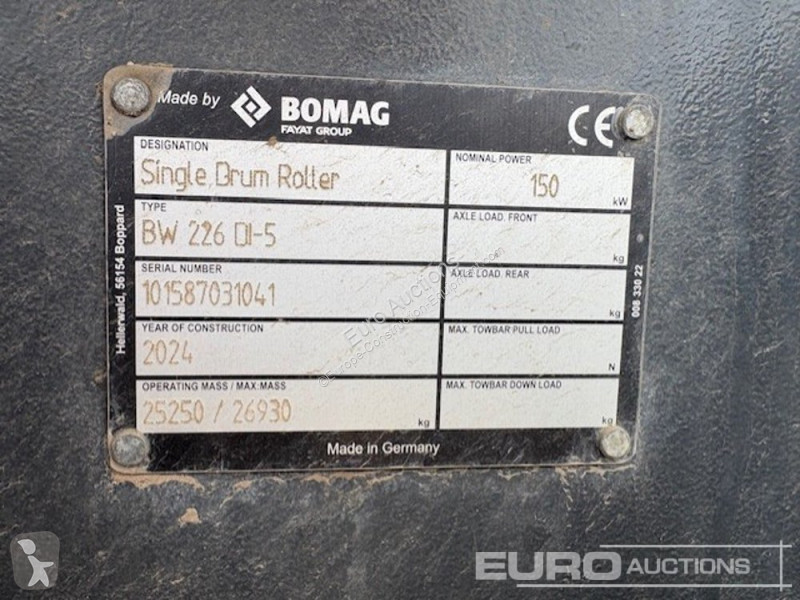 Made by BOMAG
FAYAT GROUP
CE
DESIGNATION
Single Drum Roller
NOMINAL POWER
150
kW
TYPE
BW 226 DI-5
AXLE LOAD. FRONT
kg
SERIAL NUMBER
101587031041
AXLE LOAD. REAR
kg
YEAR OF CONSTRUCTION
2024
MAX. TOWBAR PULL LOAD
N
OPERATING MASS / MAX.MASS
25250 / 26930
kg
MAX. TOWBAR DOWN LOAD
kg
Made in Germany
Hellerwald, 56154 Boppard
008 330 22
Euro Auctions
EURO AUCTIONS